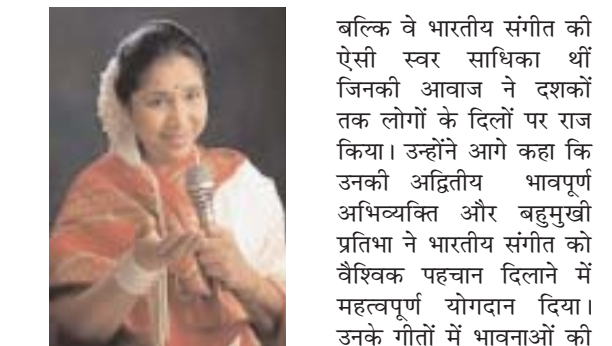 बल्कि वे भारतीय संगीत की
ऐसी स्वर साधिका थीं
जिनकी आवाज ने दशकों
तक लोगों के दिलों पर राज
किया। उन्होंने आगे कहा कि
उनकी अद्वितीय भावपूर्ण
अभिव्यक्ति और बहुमुखी
प्रतिभा ने भारतीय संगीत को
वैश्विक पहचान दिलाने में
महत्वपूर्ण योगदान दिया।
उनके गीतों में भावनाओं की